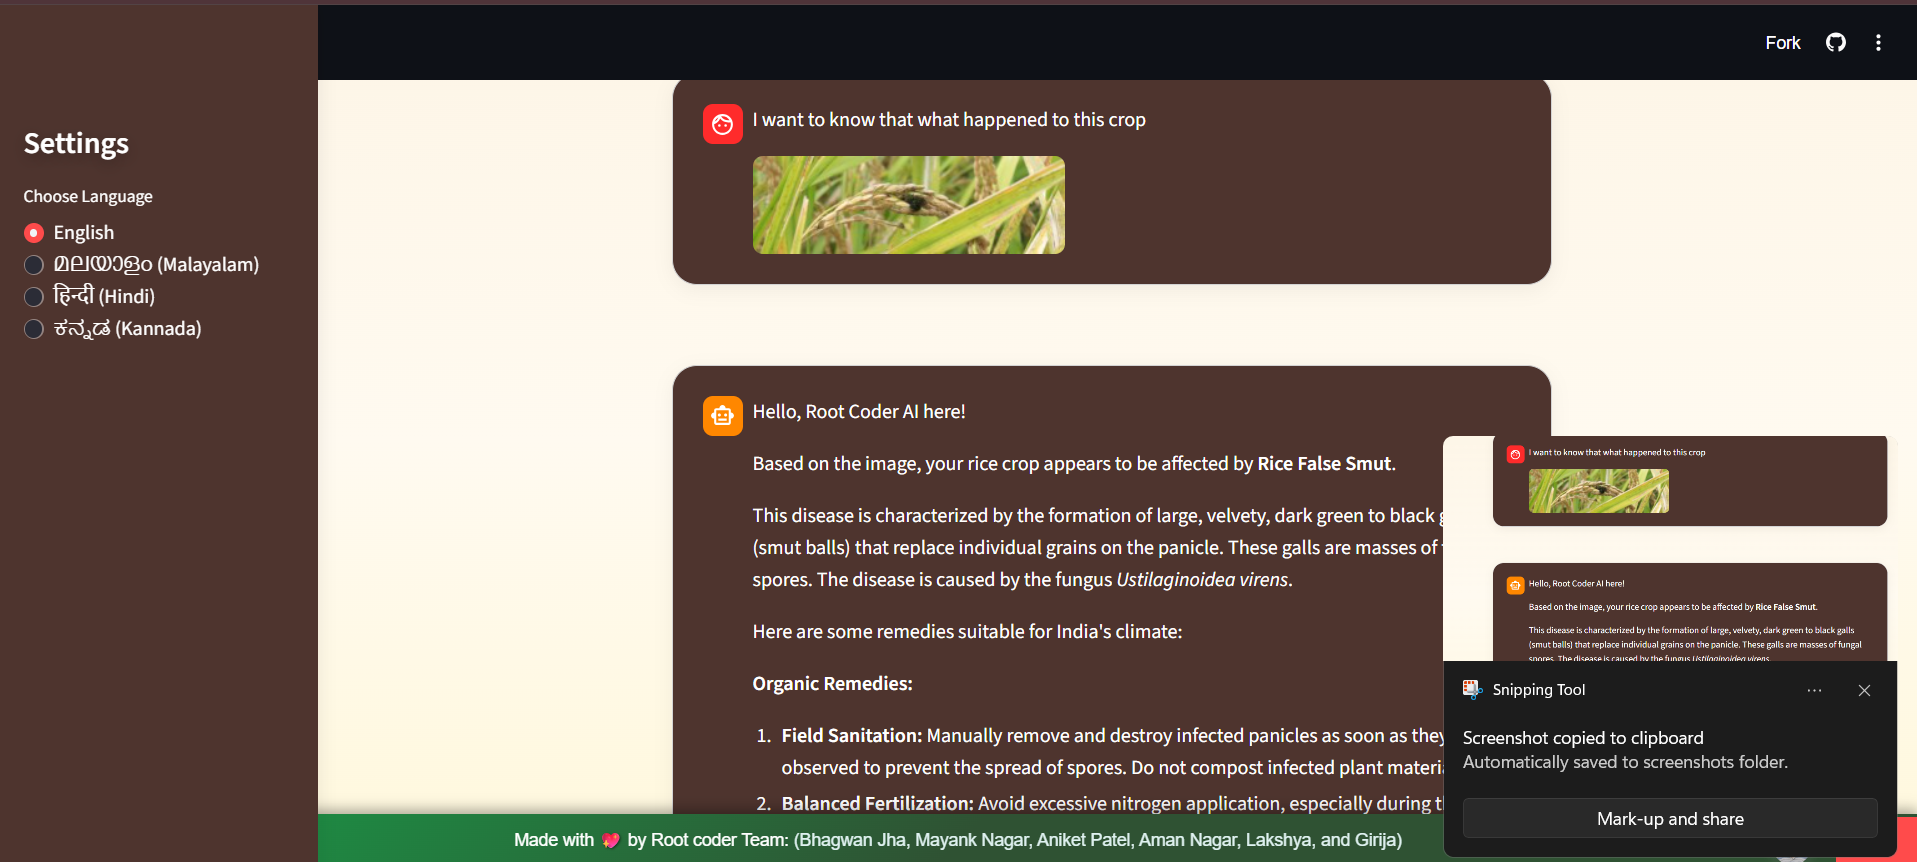 Fork
Settings
Choose Language
English
മലയാളം (Malayalam)
हिन्दी (Hindi)
ಕನ್ನಡ (Kannada)
I want to know that what happened to this crop
Hello, Root Coder AI here!
Based on the image, your rice crop appears to be affected by Rice False Smut.
This disease is characterized by the formation of large, velvety, dark green to black
(smut balls) that replace individual grains on the panicle. These galls are masses of
spores. The disease is caused by the fungus Ustilaginoidea virens.
Here are some remedies suitable for India's climate:
Organic Remedies:
1. Field Sanitation: Manually remove and destroy infected panicles as soon as they
observed to prevent the spread of spores. Do not compost infected plant
2. Balanced Fertilization: Avoid excessive nitrogen application, especially during
Made with 💖 by Root coder Team: (Bhagwan Jha, Mayank Nagar, Aniket Patel, Aman Nagar, Lakshya, and Girija)
I want to know that what happened to this crop
Hello, Root Coder AI here!
Based on the image, your rice crop appears to be affected by Rice False Smut.
This disease is characterized by the formation of large, velvety, dark green to black galls
(smut balls) that replace individual grains on the panicle. These galls are masses of fungal
spores. The disease is caused by the fungus Ustilaginoidea virens.
Snipping Tool
Screenshot copied to clipboard
Automatically saved to screenshots folder.
Mark-up and share